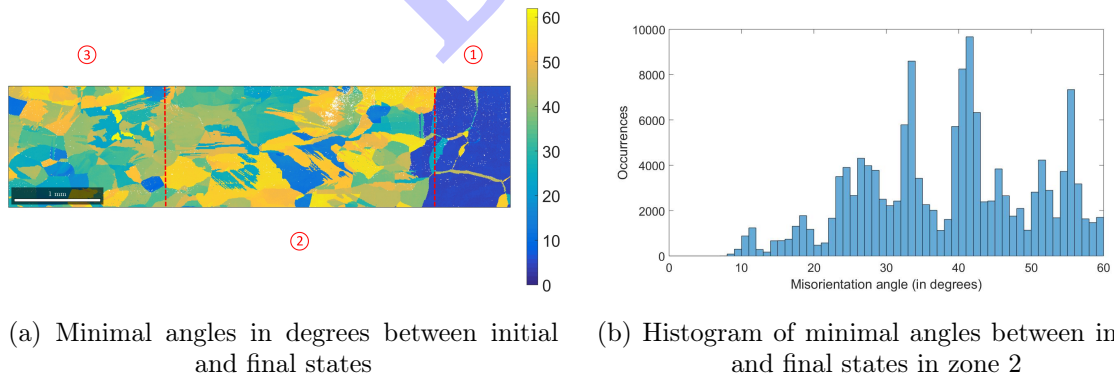 ③
①
②
1 mm
60
50
40
30
20
10
0
10000
8000
6000
4000
2000
0
Occurrences
0 10 20 30 40 50 60
Misorientation angle (in degrees)
(a) Minimal angles in degrees between initial
and final states
(b) Histogram of minimal angles between in
and final states in zone 2